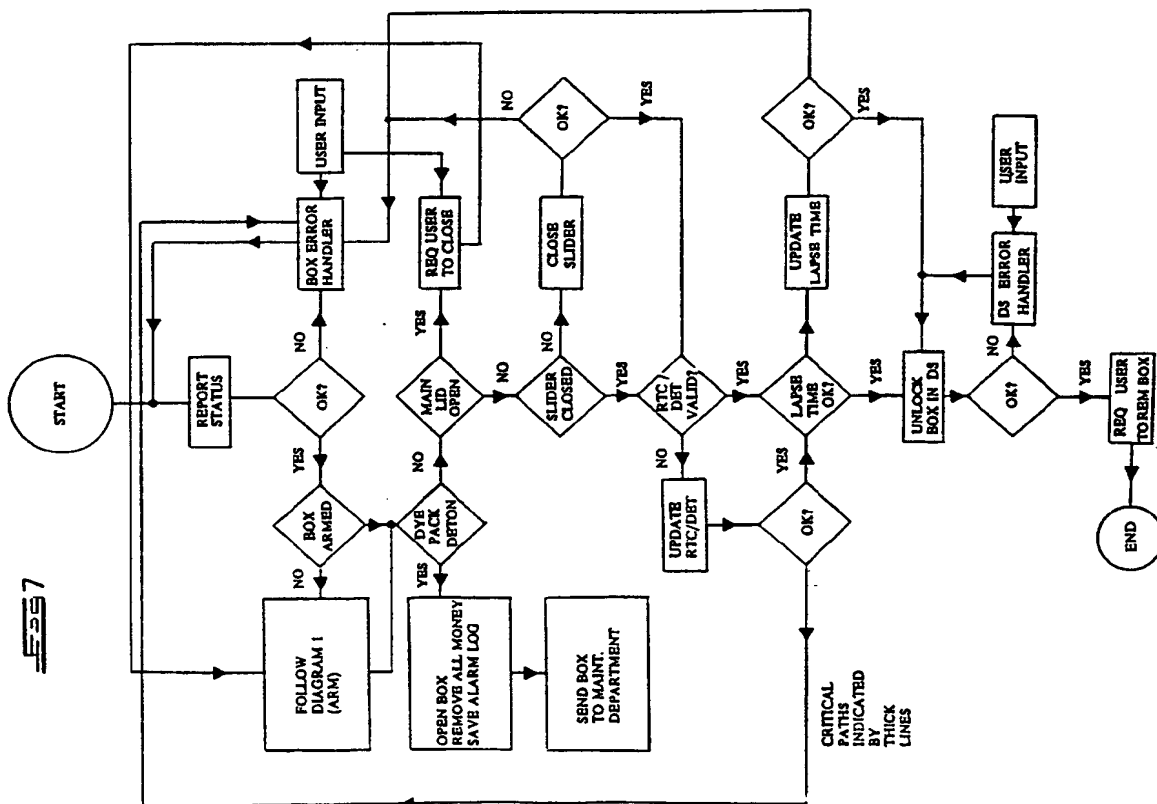 START
REPORT
STATUS
OK?
NO
YES
BOX ERROR
HANDLER
USER INPUT
BOX
ARMED
NO
FOLLOW
DIAGRAM 1
(ARM)
DYE
PACK
DETON
YES
NO
OPEN BOX
REMOVE ALL MONEY
SAVE ALARM LOG
SEND BOX
TO MAINT.
DEPARTMENT
MAIN
LID
OPEN
YES
NO
REQ USER
TO CLOSE
SLIDER
CLOSED
NO
YES
CLOSE
SLIDER
OK?
NO
YES
RTC/
DET
VALID?
NO
YES
UPDATE
RTC/DET
OK?
YES
LAPSE
TIME
OK?
YES
UPDATE
LAPSE TIME
OK?
YES
UNLOCK
BOX IN DS
OK?
NO
YES
DS ERROR
HANDLER
USER
INPUT
REQ USER
TO REM BOX
END
CRITICAL
PATHS
INDICATED
BY
THICK
LINES